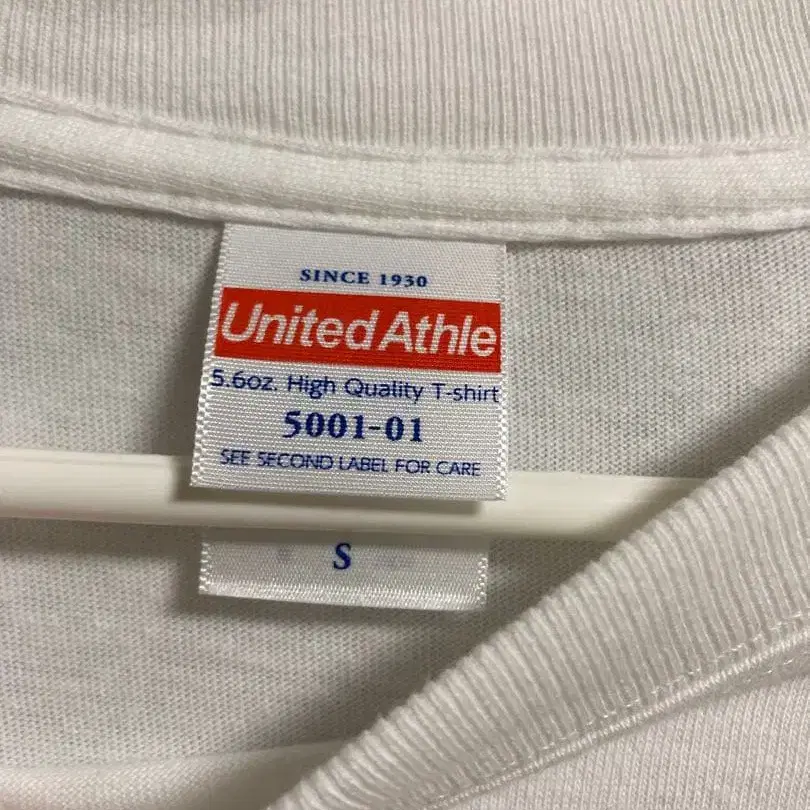 SINCE 1930
United Athle
5.6oz. High Quality T-shirt
5001-01
SEE SECOND LABEL FOR CARE
S